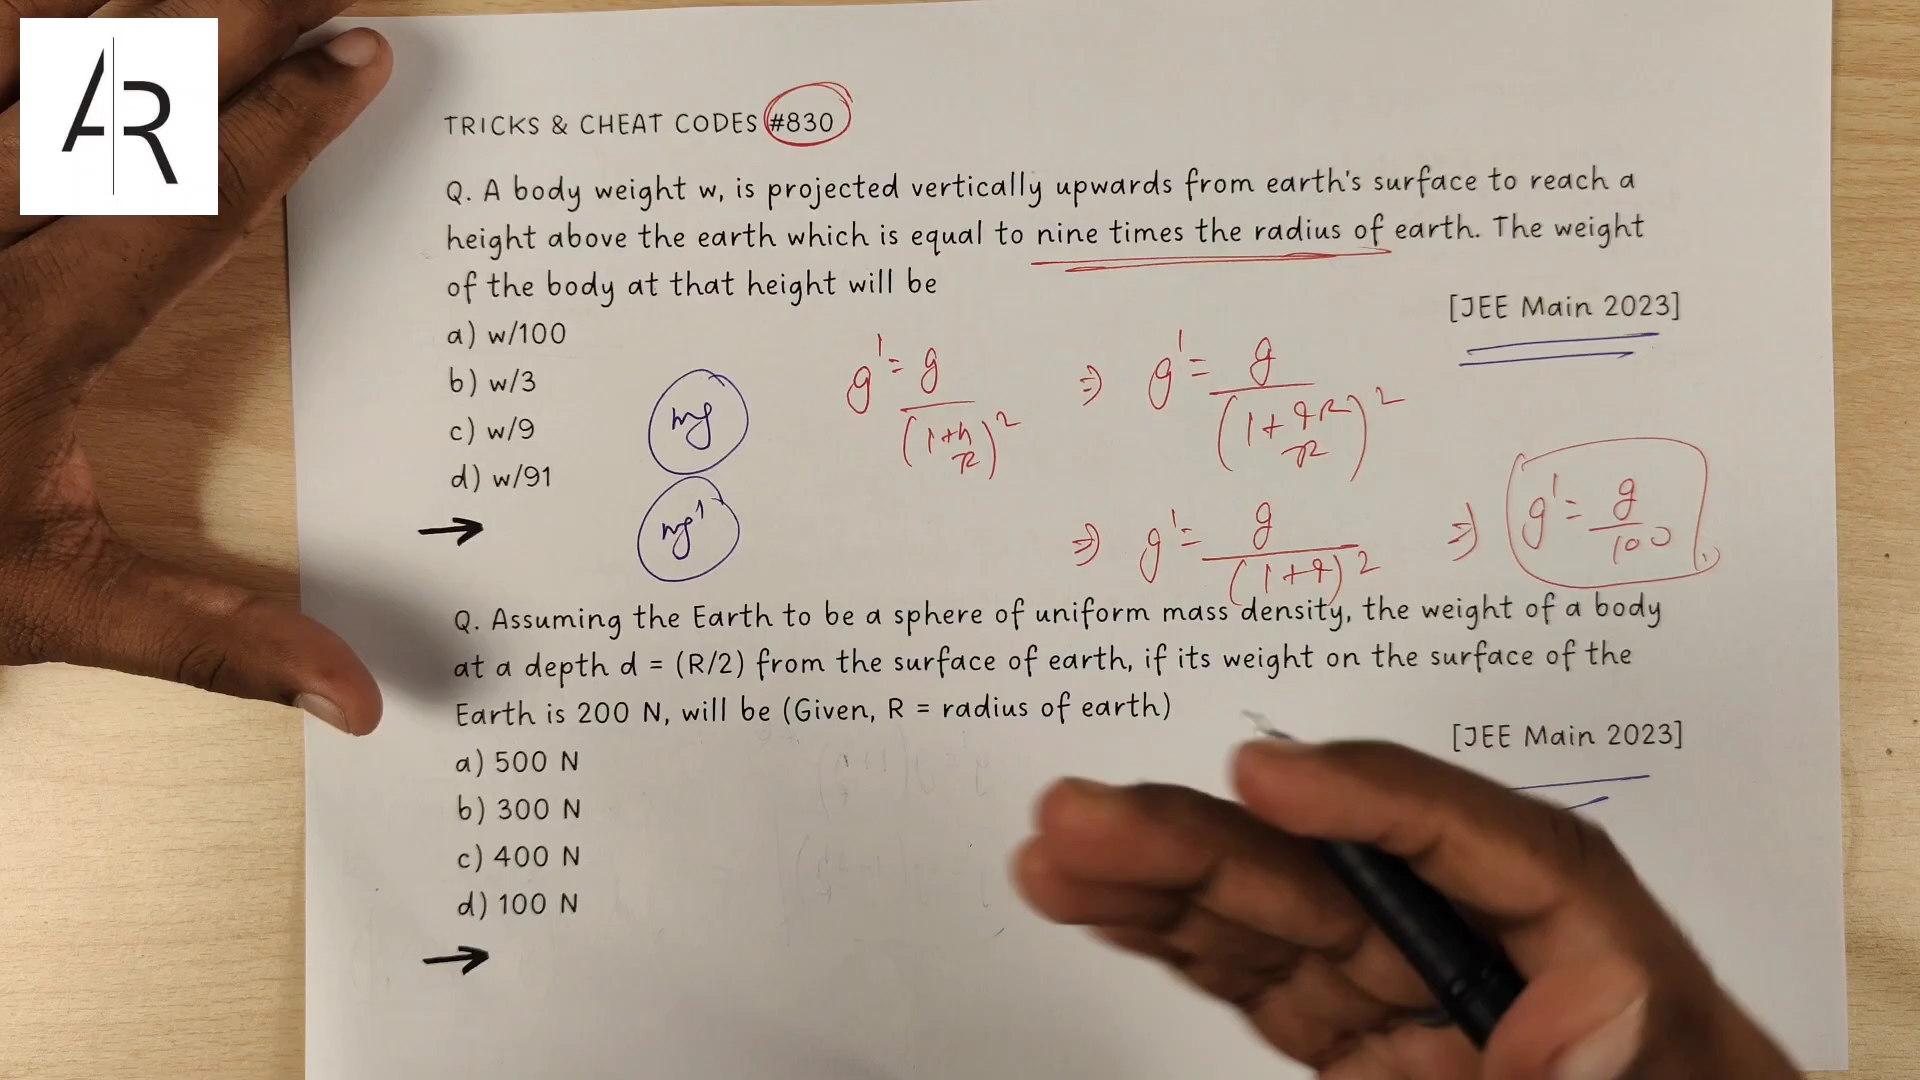 AR
TRICKS & CHEAT CODES #830
Q. A body weight w, is projected vertically upwards from earth's surface to reach a
height above the earth which is equal to nine times the radius of earth. The weight
of the body at that height will be
[JEE Main 2023]
a) w/100
b) w/3
c) w/9
d) w/91
mg
mg'
g' = g / (1+h/R)²
⇒ g' = g / (1+9R/R)²
⇒ g' = g / (1+9)²
⇒ g' = g / 100
Q. Assuming the Earth to be a sphere of uniform mass density, the weight of a body
at a depth d = (R/2) from the surface of earth, if its weight on the surface of the
Earth is 200 N, will be (Given, R = radius of earth)
[JEE Main 2023]
a) 500 N
b) 300 N
c) 400 N
d) 100 N